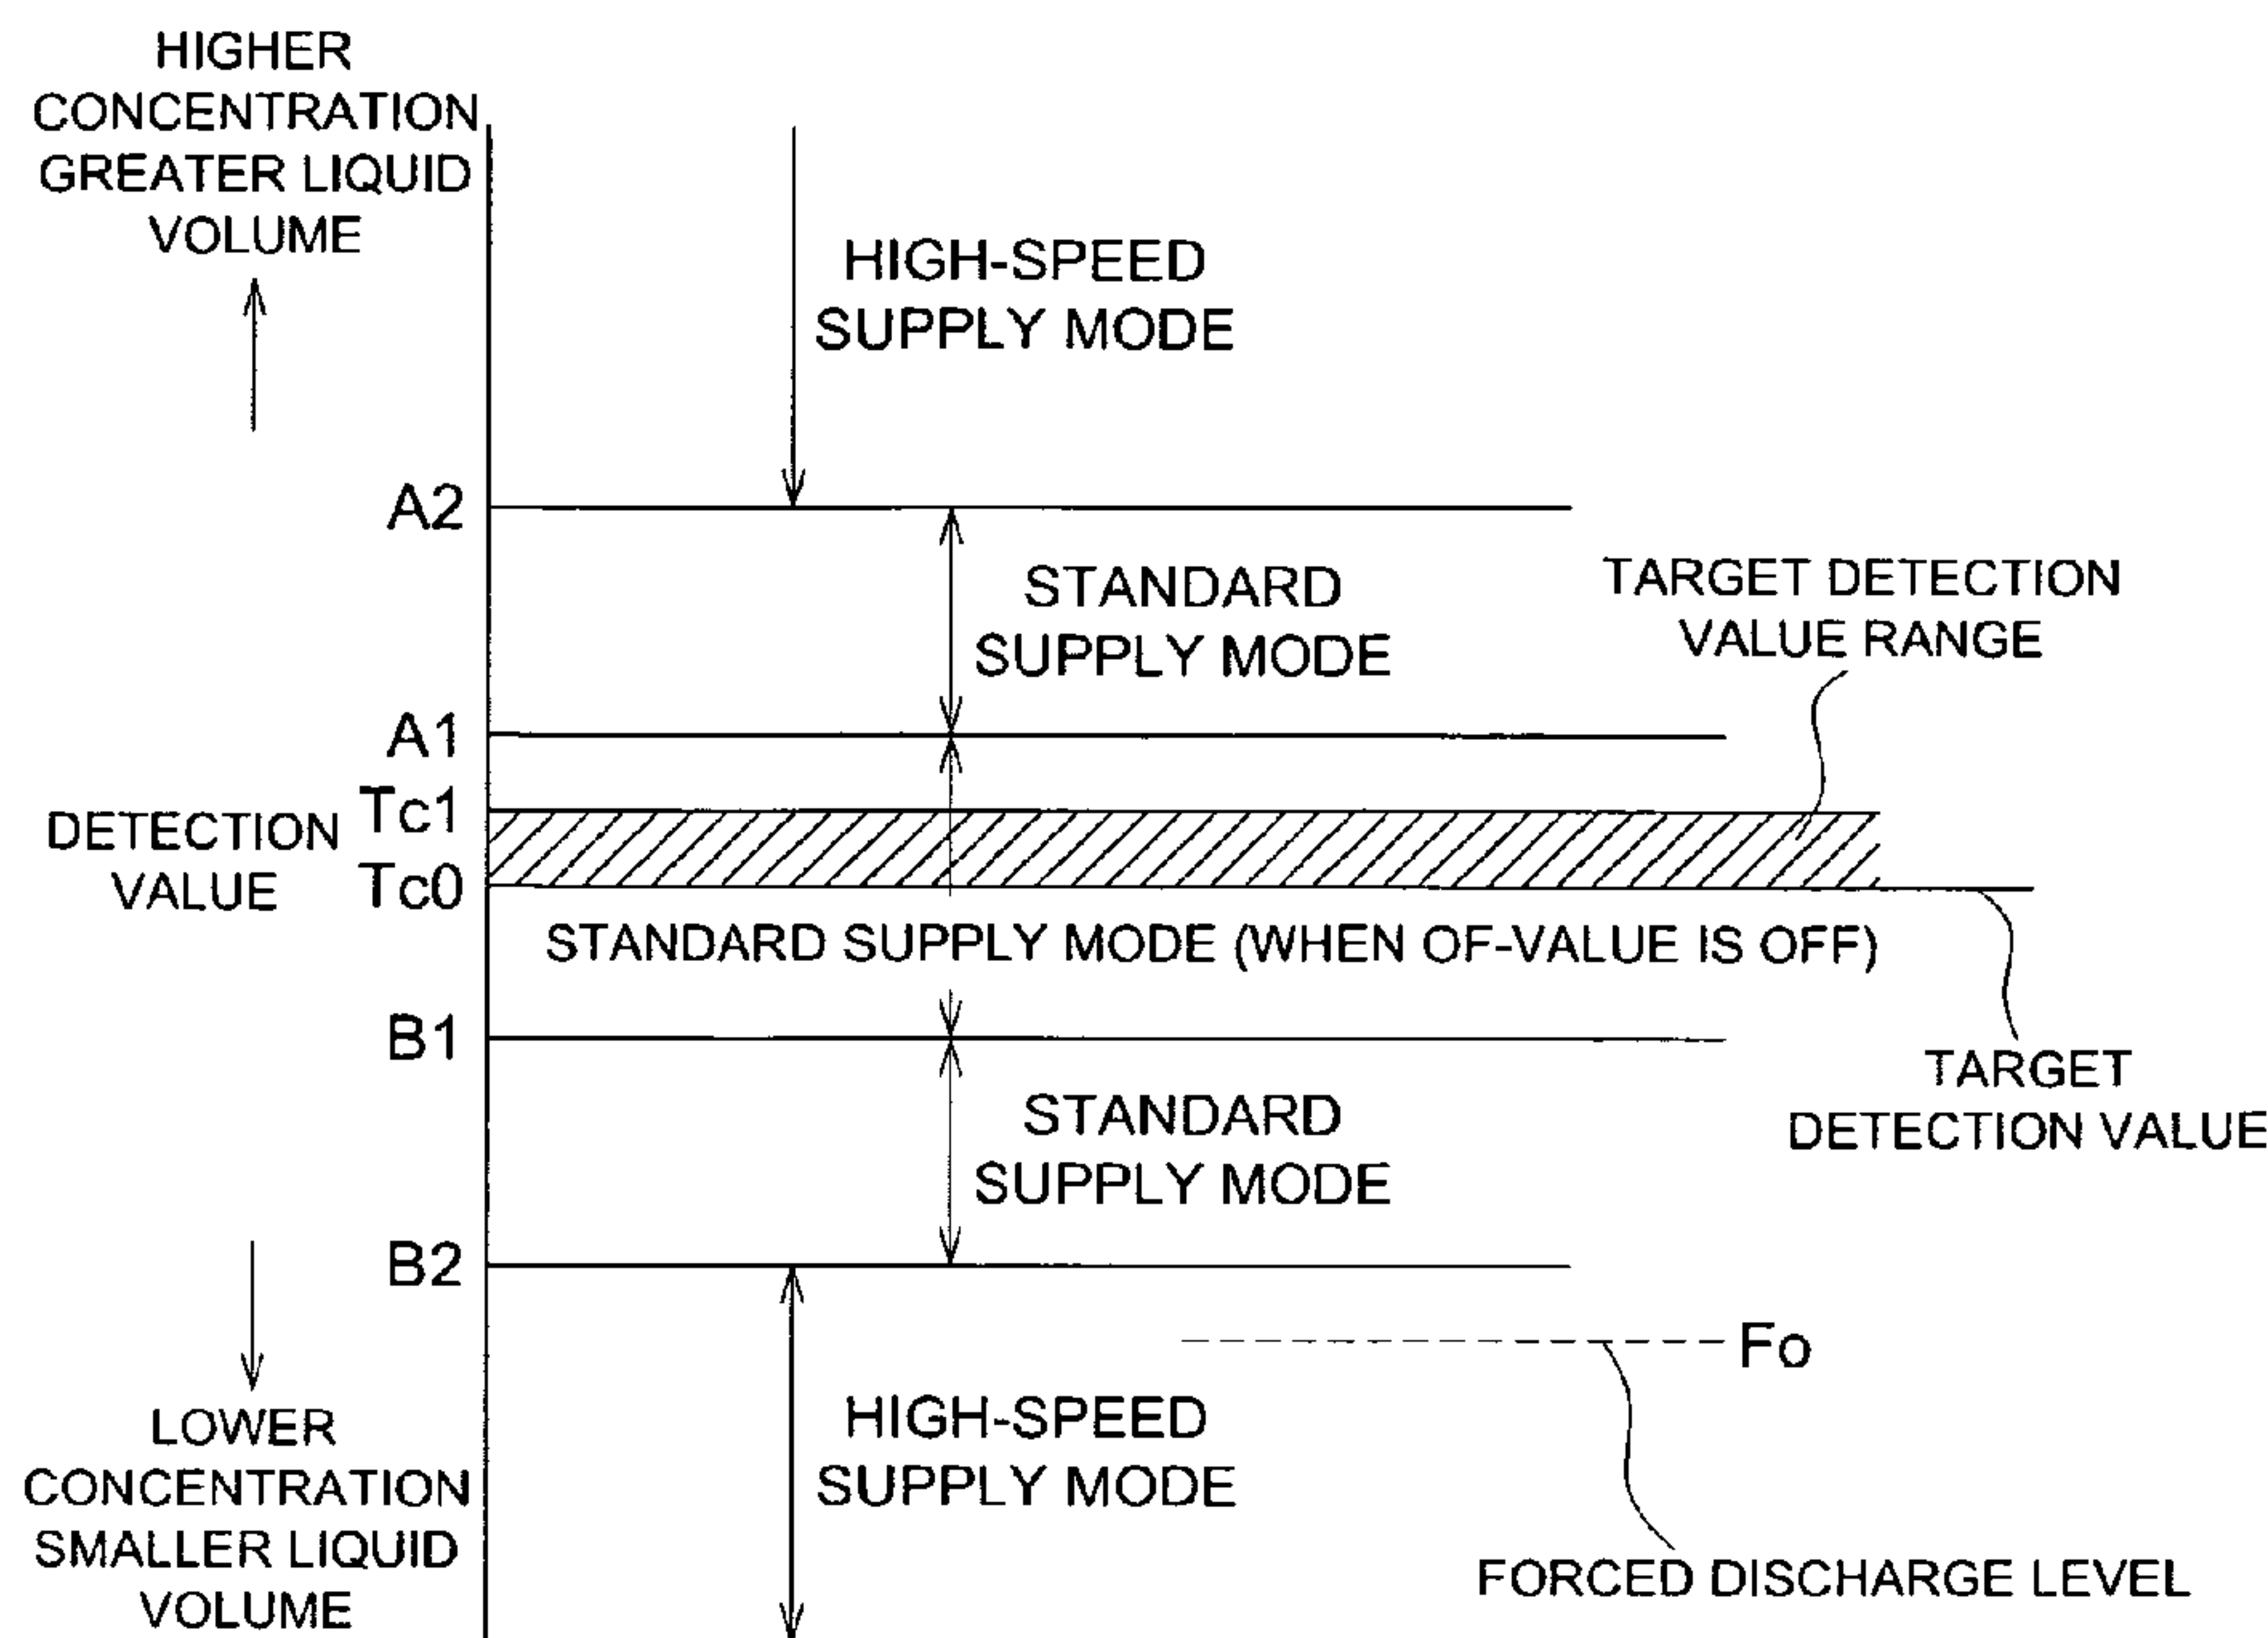 HIGHER
CONCENTRATION
GREATER LIQUID
VOLUME
HIGH-SPEED
SUPPLY MODE
A2
STANDARD
SUPPLY MODE
TARGET DETECTION
VALUE RANGE
A1
Tc1
DETECTION
VALUE
Tc0
STANDARD SUPPLY MODE (WHEN OF-VALUE IS OFF)
B1
TARGET
DETECTION VALUE
STANDARD
SUPPLY MODE
B2
Fo
HIGH-SPEED
SUPPLY MODE
LOWER
CONCENTRATION
SMALLER LIQUID
VOLUME
FORCED DISCHARGE LEVEL